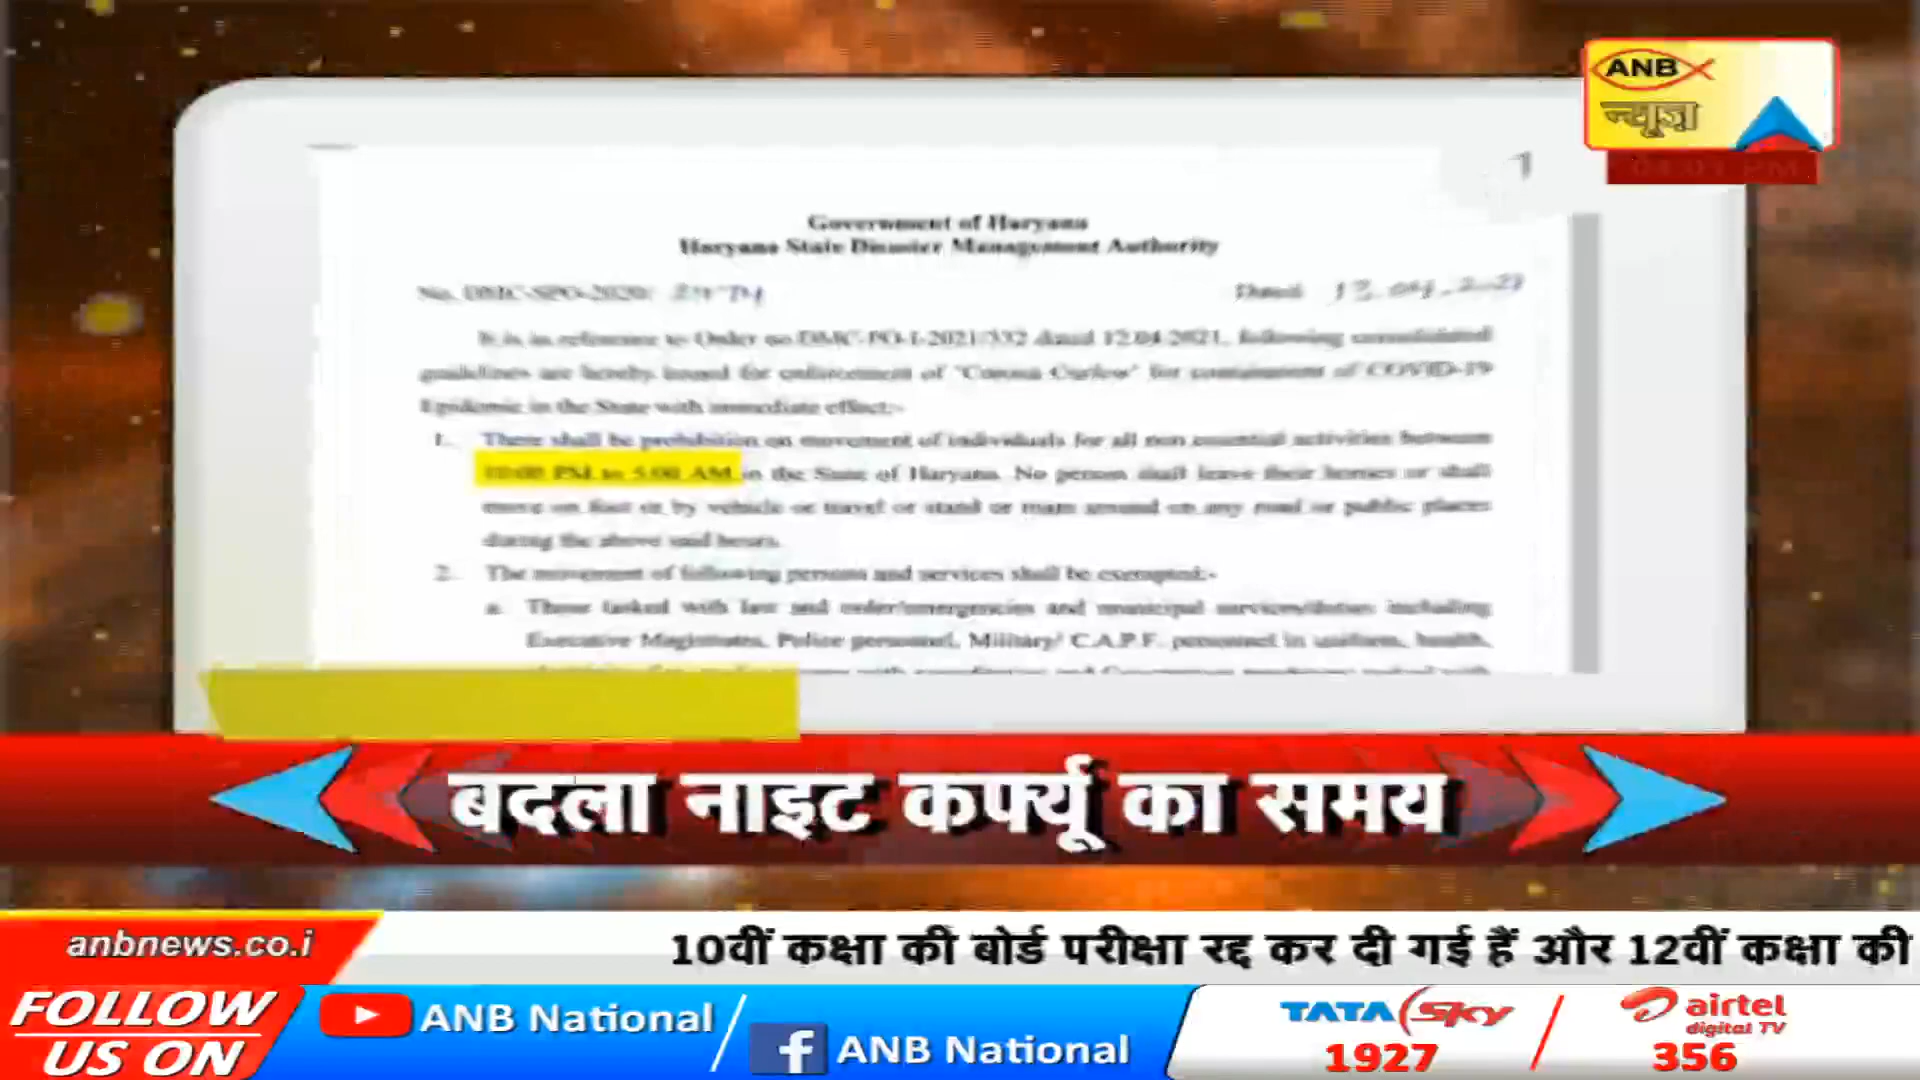 ANB
न्यूज़
Government of Haryana
Haryana State Disaster Management Authority
No. DMC-SPO-2020/
Dated
It is in reference to Order no.DMC-PO-I-2021/332 dated 12.04.2021, following consolidated
guidelines are hereby issued for enforcement of "Corona Curfew" for containment of COVID-19
Epidemic in the State with immediate effect:-
1. There shall be prohibition on movement of individuals for all non essential activities between
10:00 PM to 5:00 AM in the State of Haryana. No person shall leave their homes or shall
move on foot or by vehicle or travel or stand or roam around on any road or public places
during the above said hours.
2. The movement of following persons and services shall be exempted:-
a. Those tasked with law and order/emergencies and municipal services/duties including
Executive Magistrates, Police personnel, Military/ C.A.P.F. personnel in uniform, health,
बदला नाइट कर्फ्यू का समय
anbnews.co.i
10वीं कक्षा की बोर्ड परीक्षा रद्द कर दी गई हैं और 12वीं कक्षा की
FOLLOW
US ON
ANB National
ANB National
TATA Sky
1927
airtel
digital TV
356